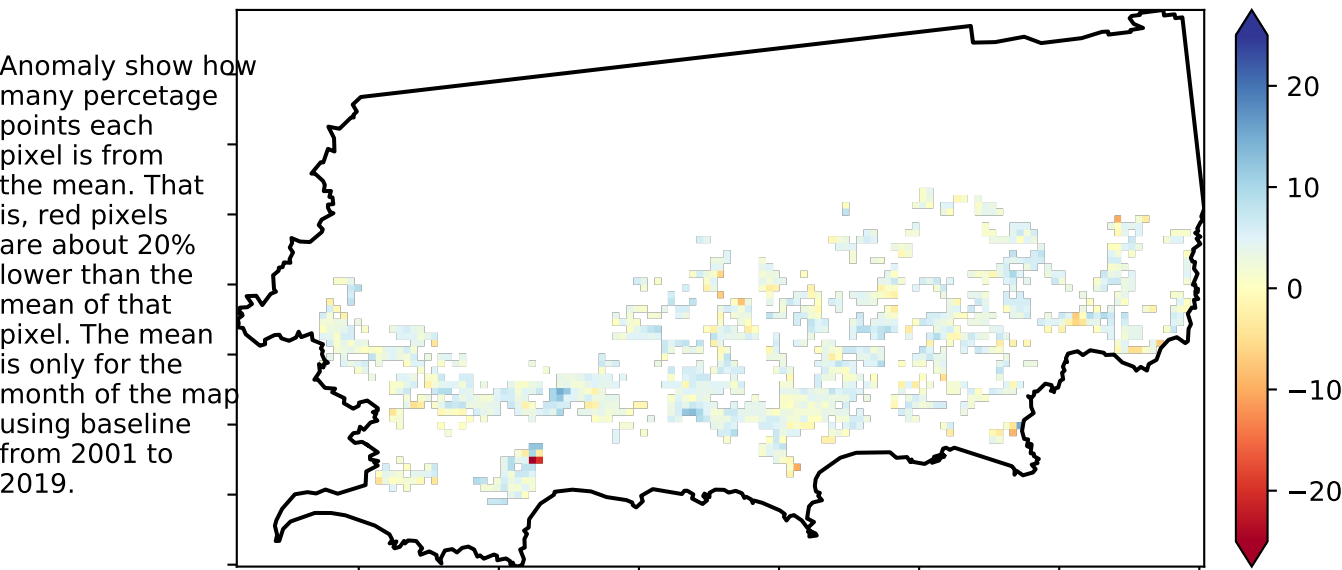 Anomaly show how
many percetage
points each
pixel is from
the mean. That
is, red pixels
are about 20%
lower than the
mean of that
pixel. The mean
is only for the
month of the map
using baseline
from 2001 to
2019.
20
10
0
−10
−20